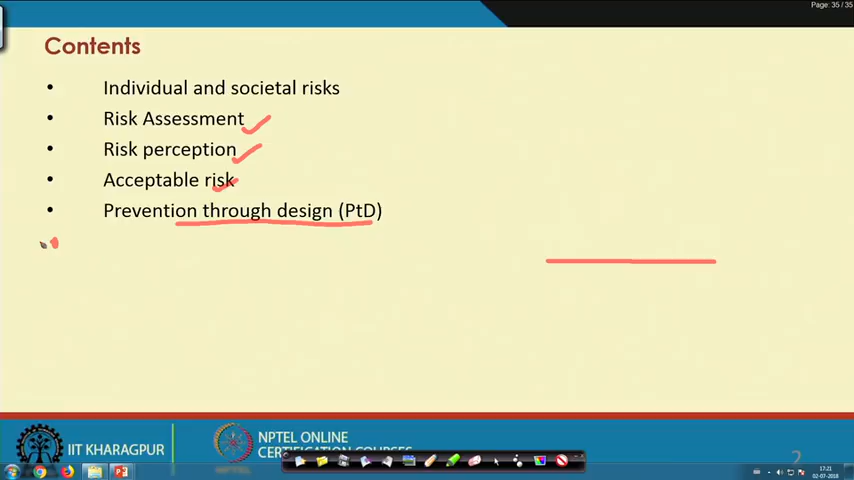 Page: 35 / 35
Contents
• Individual and societal risks
• Risk Assessment
• Risk perception
• Acceptable risk
• Prevention through design (PtD)
IIT KHARAGPUR
NPTEL ONLINE
CERTIFICATION COURSES
2
17:21
02-07-2018